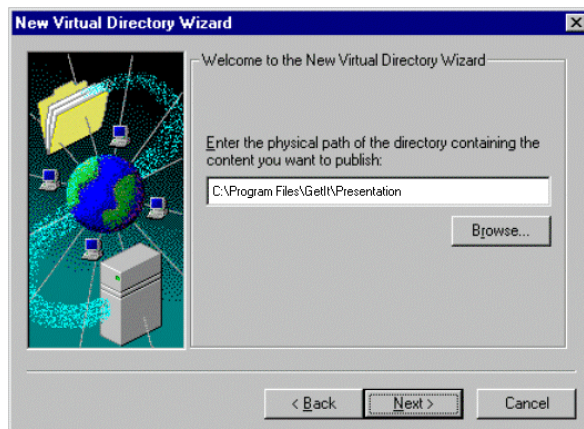 New Virtual Directory Wizard
Welcome to the New Virtual Directory Wizard
Enter the physical path of the directory containing the
content you want to publish:
C:\Program Files\GetIt\Presentation
Browse...
< Back
Next >
Cancel